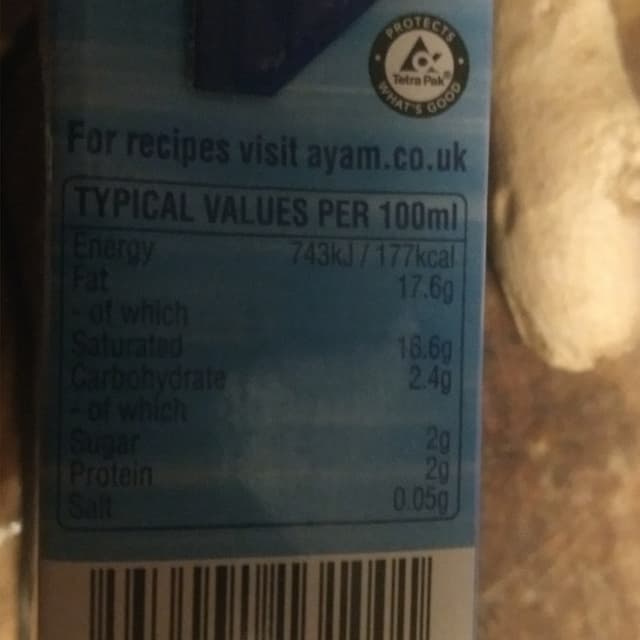 PROTECTS
Tetra Pak®
WHAT'S GOOD
For recipes visit ayam.co.uk
TYPICAL VALUES PER 100ml
Energy 743kJ / 177kcal
Fat 17.6g
- of which
Saturated 16.6g
Carbohydrate 2.4g
- of which
Sugar 2g
Protein 2g
Salt 0.05g